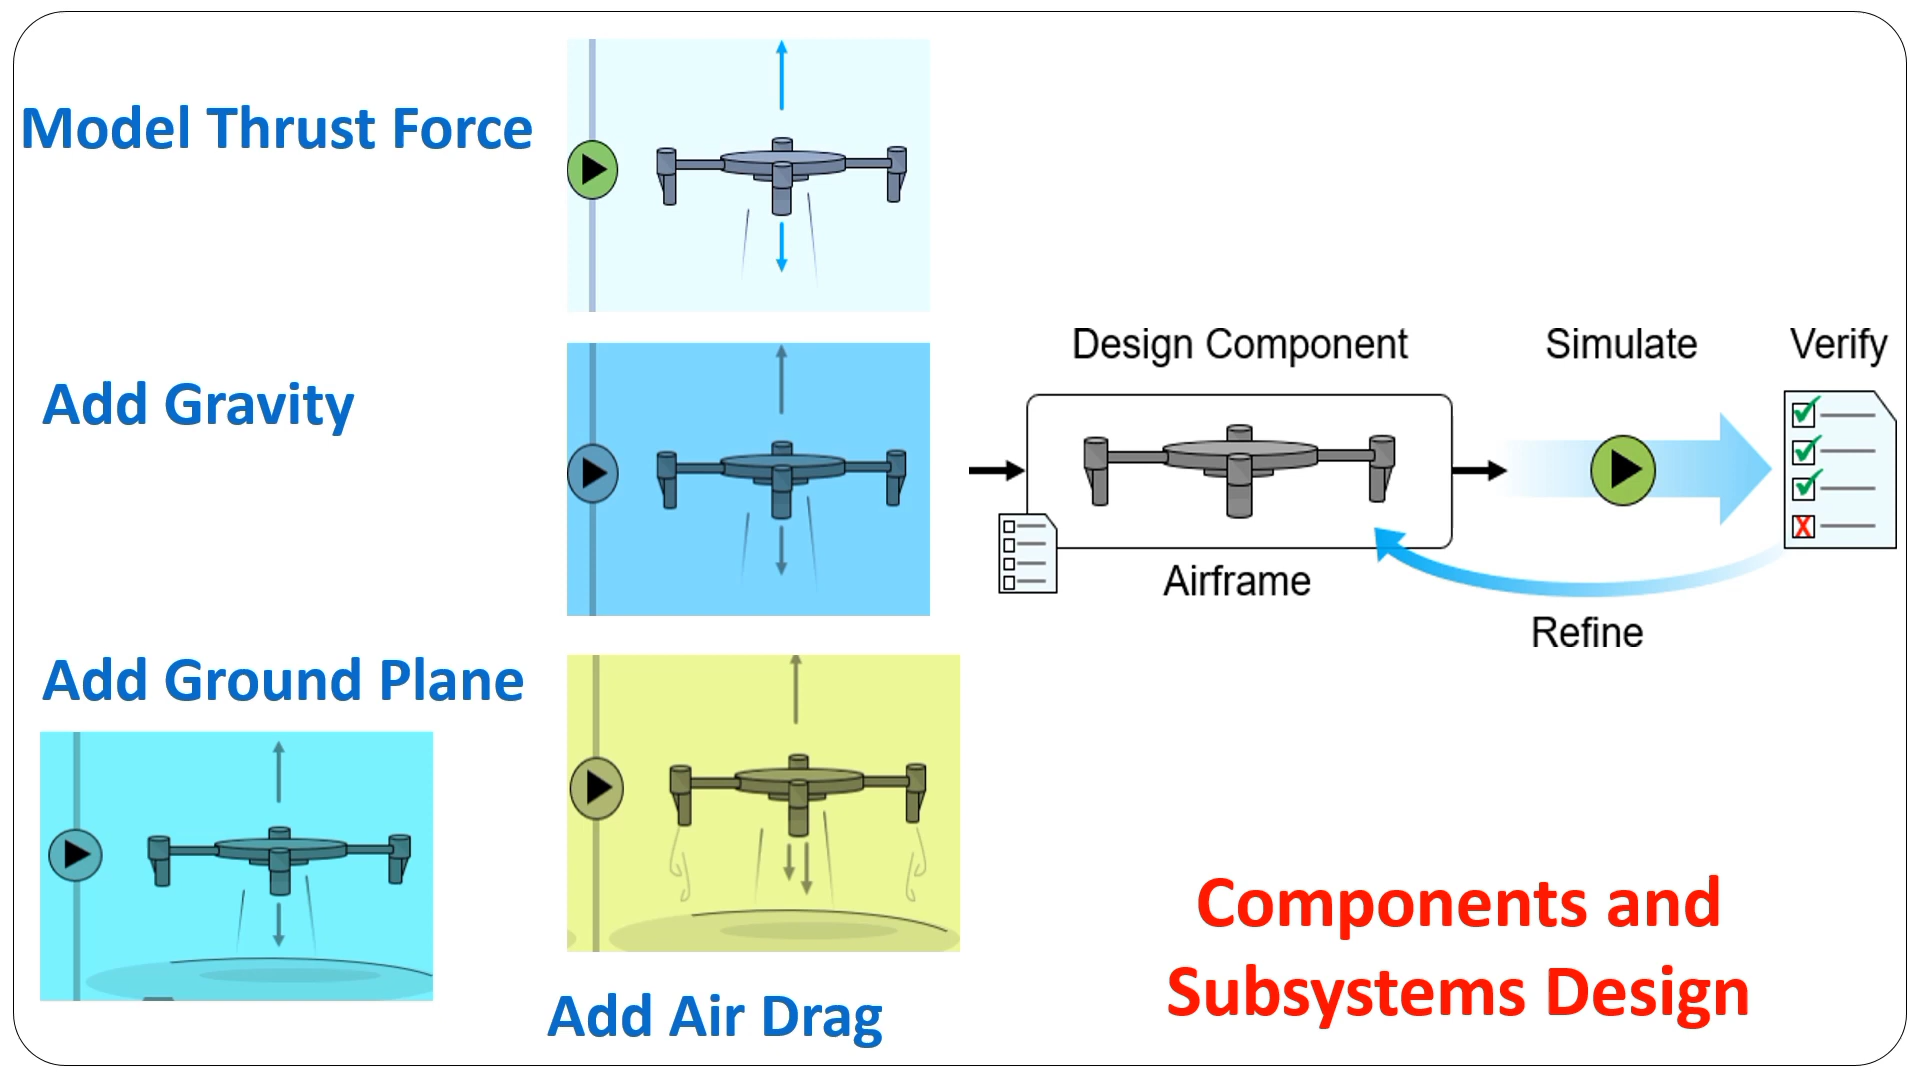 Model Thrust Force
Add Gravity
Add Ground Plane
Add Air Drag
Design Component
Simulate
Verify
Airframe
Refine
Components and
Subsystems Design